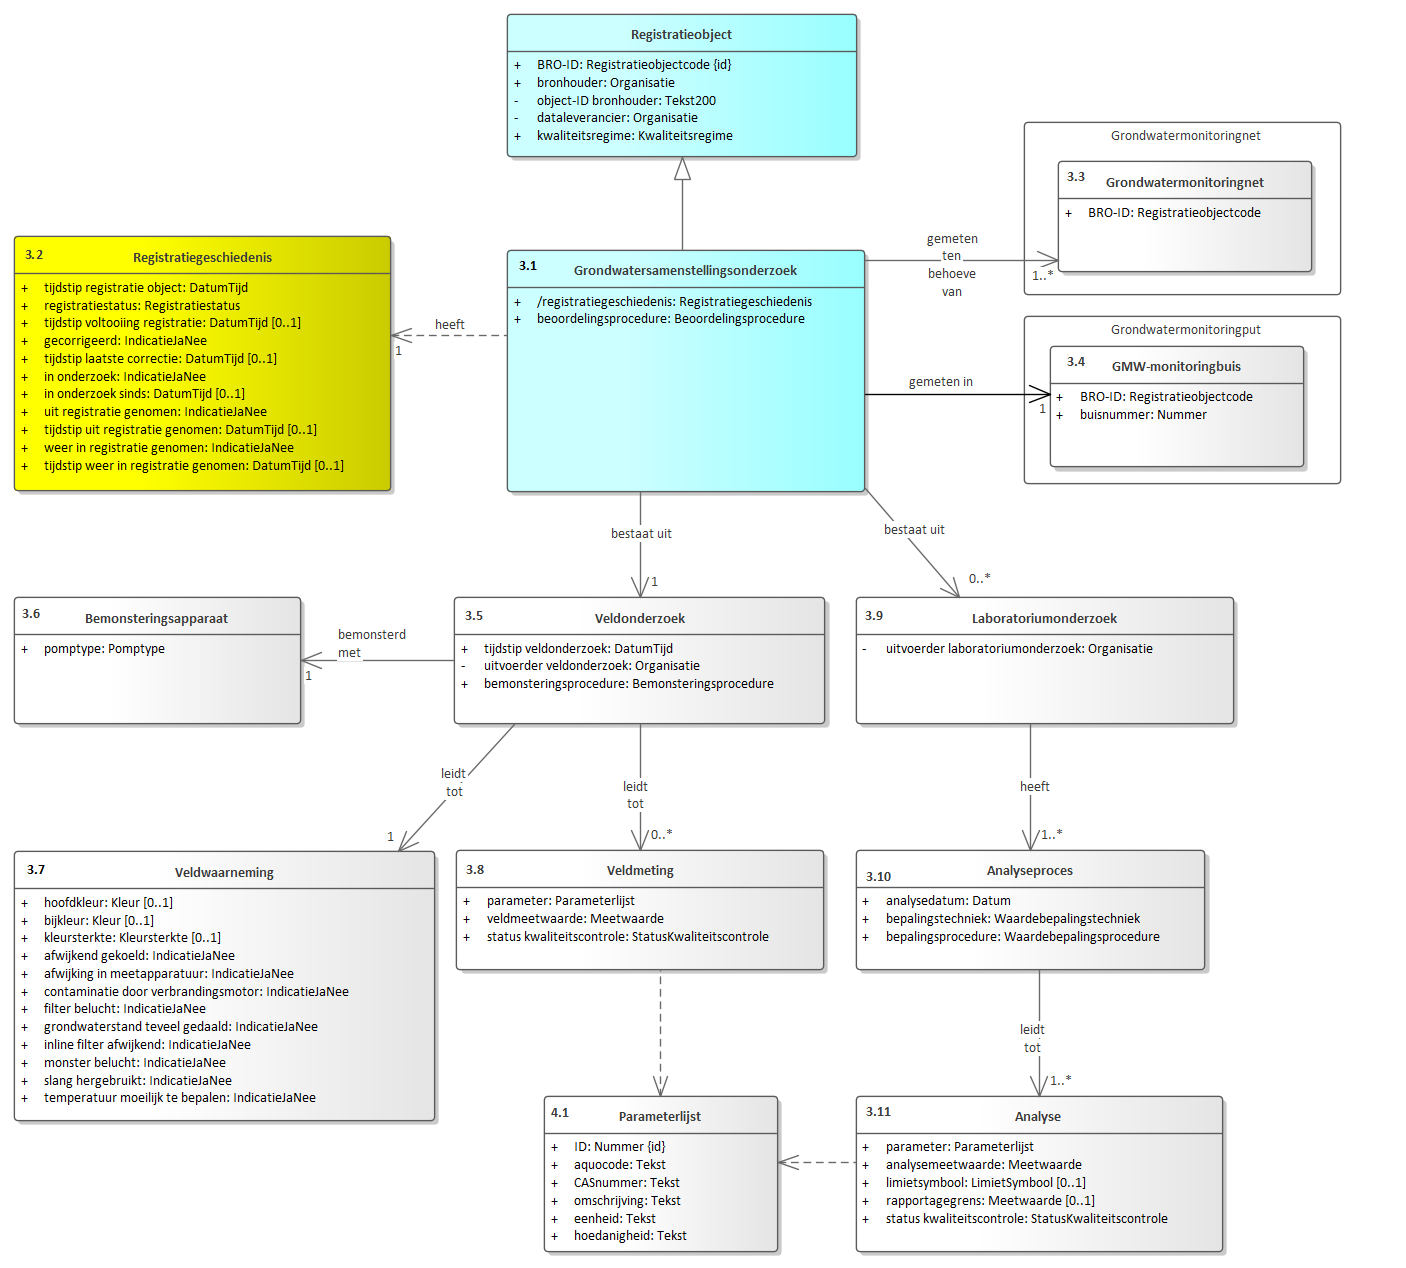 Registratieobject
+ BRO-ID: Registratieobjectcode {id}
+ bronhouder: Organisatie
- object-ID bronhouder: Tekst200
- dataleverancier: Organisatie
+ kwaliteitsregime: Kwaliteitsregime
Grondwatermonitoringnet
3.3 Grondwatermonitoringnet
+ BRO-ID: Registratieobjectcode
3.2 Registratiegeschiedenis
+ tijdstip registratie object: DatumTijd
+ registratiestatus: Registratiestatus
+ tijdstip voltooiing registratie: DatumTijd [0..1]
+ gecorrigeerd: IndicatieJaNee
+ tijdstip laatste correctie: DatumTijd [0..1]
+ in onderzoek: IndicatieJaNee
+ in onderzoek sinds: DatumTijd [0..1]
+ uit registratie genomen: IndicatieJaNee
+ tijdstip uit registratie genomen: DatumTijd [0..1]
+ weer in registratie genomen: IndicatieJaNee
+ tijdstip weer in registratie genomen: DatumTijd [0..1]
heeft
1
3.1 Grondwatersamenstellingsonderzoek
+ /registratiegeschiedenis: Registratiegeschiedenis
+ beoordelingsprocedure: Beoordelingsprocedure
gemeten
ten
behoeve
van
1..*
Grondwatermonitoringput
3.4 GMW-monitoringbuis
+ BRO-ID: Registratieobjectcode
+ buisnummer: Nummer
gemeten in
1
bestaat uit
1
bestaat uit
0..*
3.6 Bemonsteringsapparaat
+ pomptype: Pomptype
bemonsterd
met
1
3.5 Veldonderzoek
+ tijdstip veldonderzoek: DatumTijd
- uitvoerder veldonderzoek: Organisatie
+ bemonsteringsprocedure: Bemonsteringsprocedure
3.9 Laboratoriumonderzoek
- uitvoerder laboratoriumonderzoek: Organisatie
leidt
tot
1
leidt
tot
0..*
heeft
1..*
3.7 Veldwaarneming
+ hoofdkleur: Kleur [0..1]
+ bijkleur: Kleur [0..1]
+ kleursterkte: Kleursterkte [0..1]
+ afwijkend gekoeld: IndicatieJaNee
+ afwijking in meetapparatuur: IndicatieJaNee
+ contaminatie door verbrandingsmotor: IndicatieJaNee
+ filter belucht: IndicatieJaNee
+ grondwaterstand teveel gedaald: IndicatieJaNee
+ inline filter afwijkend: IndicatieJaNee
+ monster belucht: IndicatieJaNee
+ slang hergebruikt: IndicatieJaNee
+ temperatuur moeilijk te bepalen: IndicatieJaNee
3.8 Veldmeting
+ parameter: Parameterlijst
+ veldmeetwaarde: Meetwaarde
+ status kwaliteitscontrole: StatusKwaliteitscontrole
3.10 Analyseproces
+ analysedatum: Datum
+ bepalingstechniek: Waardebepalingstechniek
+ bepalingsprocedure: Waardebepalingsprocedure
leidt
tot
1..*
4.1 Parameterlijst
+ ID: Nummer {id}
+ aquocode: Tekst
+ CASnummer: Tekst
+ omschrijving: Tekst
+ eenheid: Tekst
+ hoedanigheid: Tekst
3.11 Analyse
+ parameter: Parameterlijst
+ analysemeetwaarde: Meetwaarde
+ limietsymbool: LimietSymbool [0..1]
+ rapportagegrens: Meetwaarde [0..1]
+ status kwaliteitscontrole: StatusKwaliteitscontrole